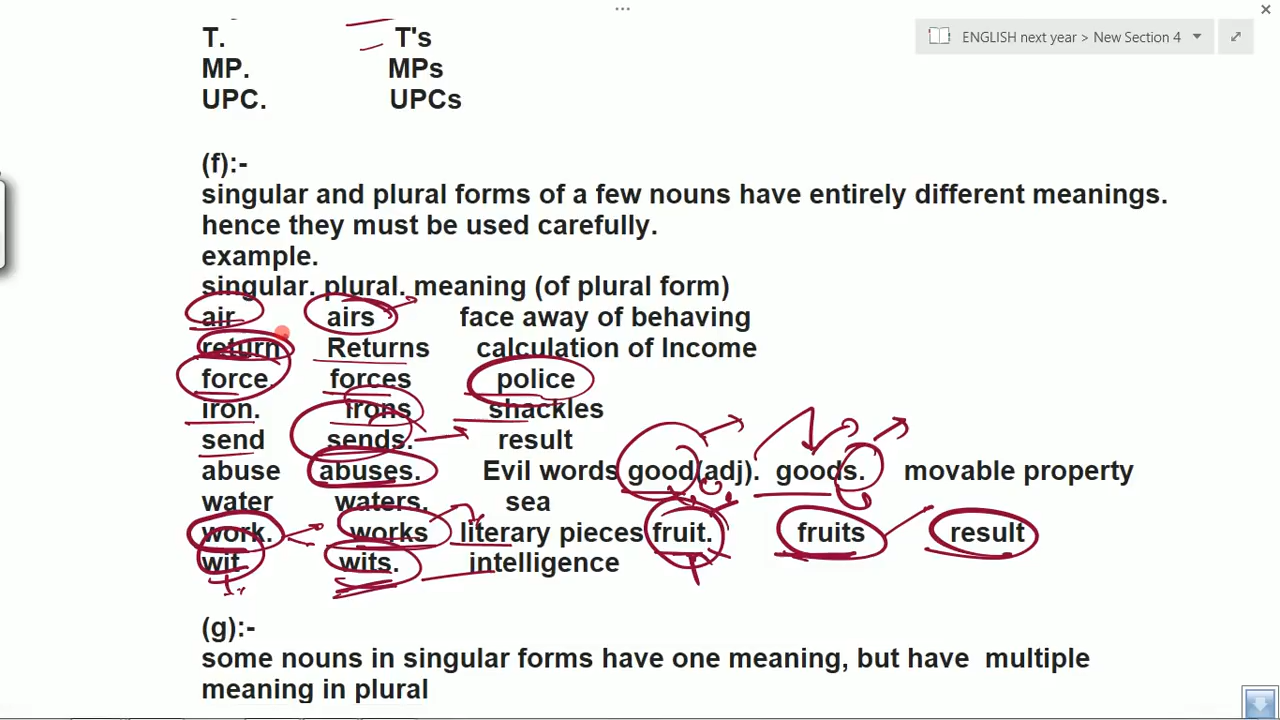 ENGLISH next year > New Section 4
T. T's
MP. MPs
UPC. UPCs
(f):-
singular and plural forms of a few nouns have entirely different meanings.
hence they must be used carefully.
example.
singular. plural. meaning (of plural form)
air airs face away of behaving
return Returns calculation of Income
force. forces police
iron. Irons shackles
send sends. result
abuse abuses. Evil words good(adj). goods. movable property
water waters. sea
work. works literary pieces fruit. fruits result
wit. wits. intelligence
(g):-
some nouns in singular forms have one meaning, but have multiple
meaning in plural